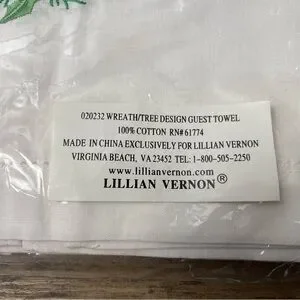 020232 WREATH/TREE DESIGN GUEST TOWEL
100% COTTON RN# 61774
MADE IN CHINA EXCLUSIVELY FOR LILLIAN VERNON
VIRGINIA BEACH, VA 23452 TEL: 1-800-505-2250
www.lillianvernon.com
LILLIAN VERNON®